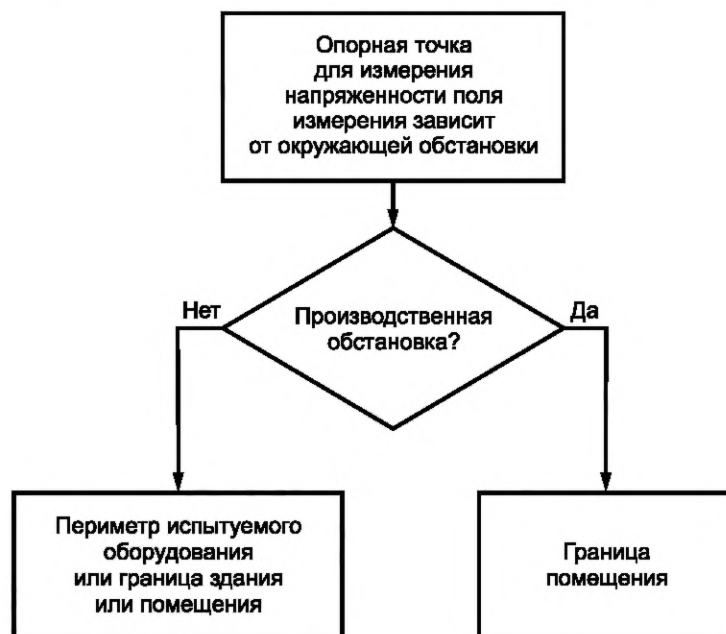 Опорная точка
для измерения
напряженности поля
измерения зависит
от окружающей обстановки
Нет
Производственная
обстановка?
Да
Периметр испытуемого
оборудования
или граница здания
или помещения
Граница
помещения